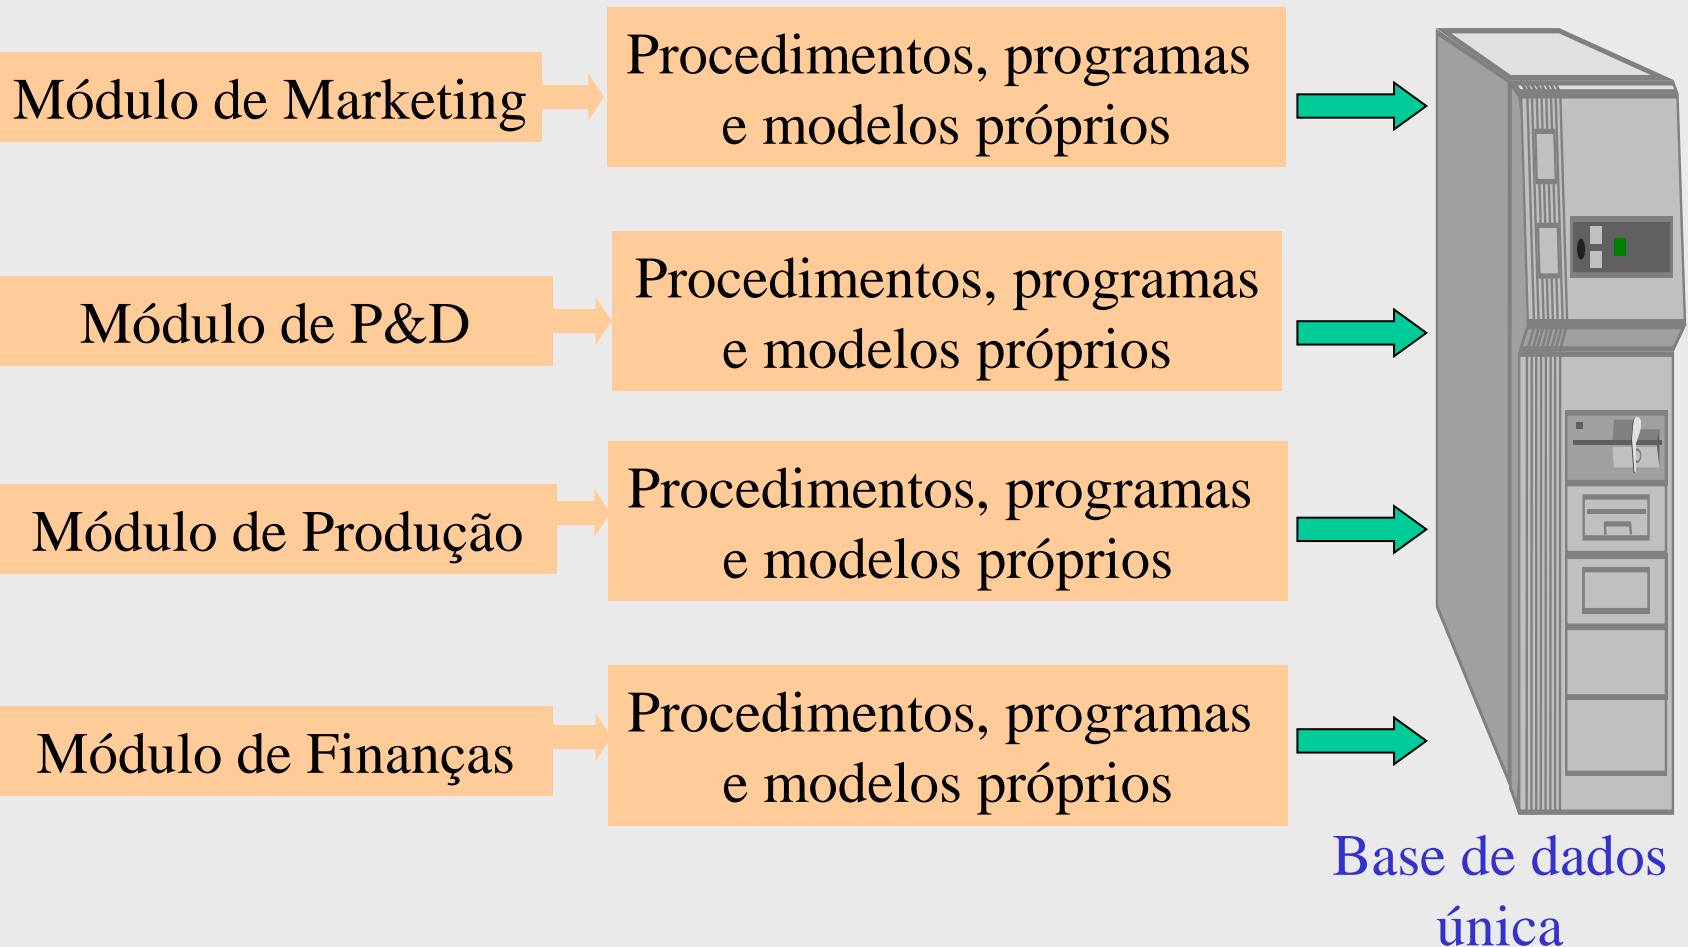 Módulo de Marketing
Procedimentos, programas
e modelos próprios
Módulo de P&D
Procedimentos, programas
e modelos próprios
Módulo de Produção
Procedimentos, programas
e modelos próprios
Módulo de Finanças
Procedimentos, programas
e modelos próprios
Base de dados
única